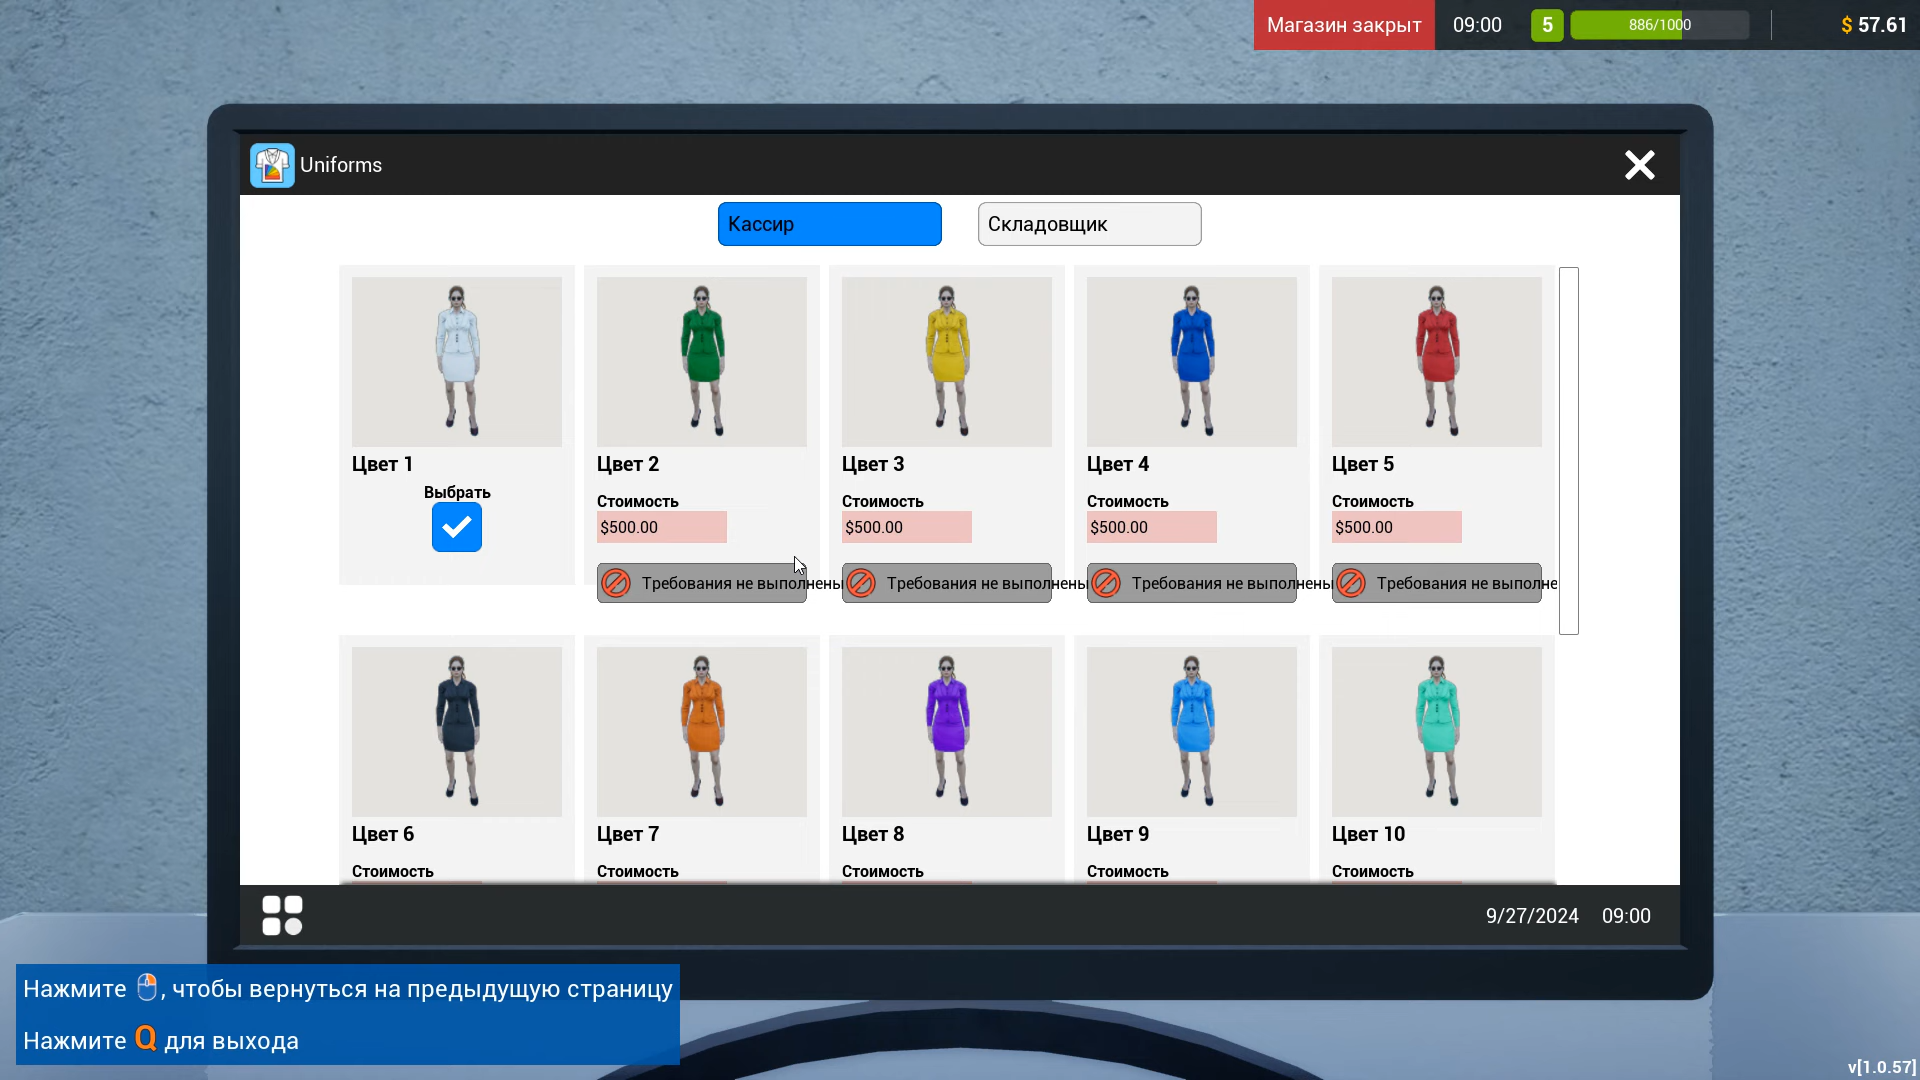 Магазин закрыт 09:00 5 886/1000 $ 57.61
Uniforms
Кассир Складовщик
Цвет 1 Цвет 2 Цвет 3 Цвет 4 Цвет 5
Выбрать Стоимость Стоимость Стоимость Стоимость
$500.00 $500.00 $500.00 $500.00
Требования не выполнены Требования не выполнены Требования не выполнены Требования не выполне
Цвет 6 Цвет 7 Цвет 8 Цвет 9 Цвет 10
Стоимость Стоимость Стоимость Стоимость Стоимость
9/27/2024 09:00
Нажмите , чтобы вернуться на предыдущую страницу
Нажмите Q для выхода
v[1.0.57]